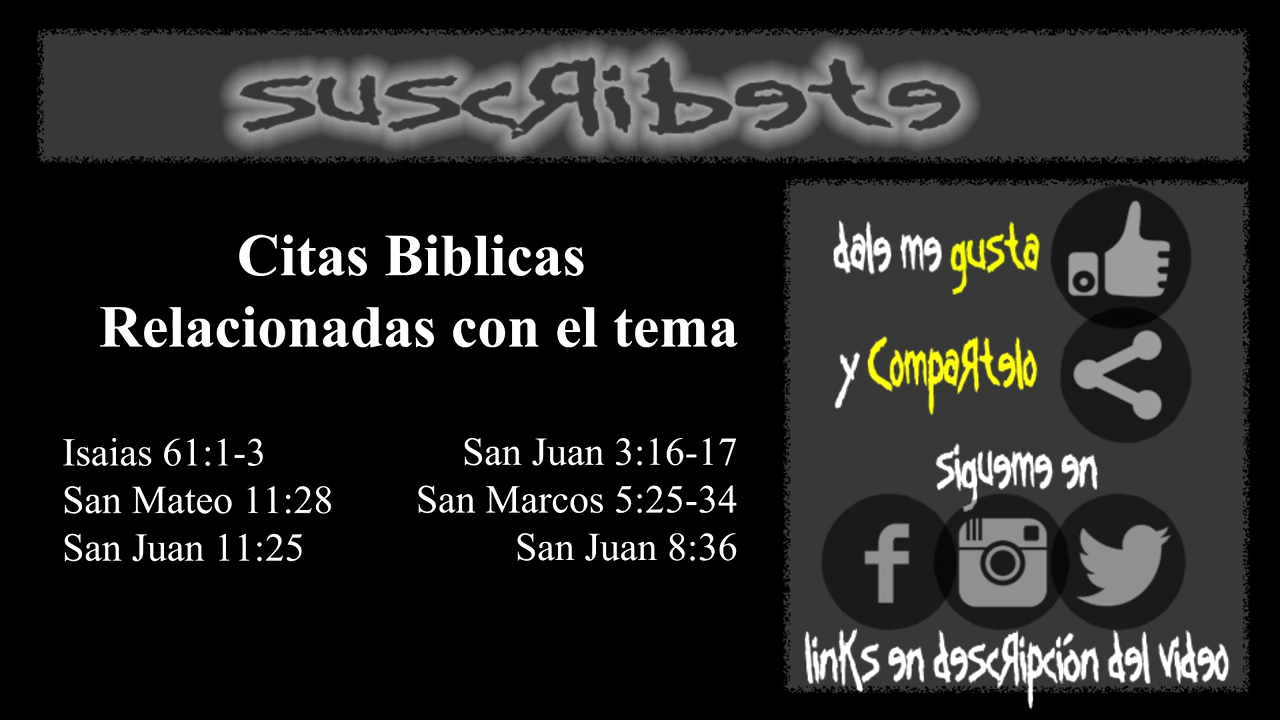 suscribete
Citas Biblicas
Relacionadas con el tema
Isaias 61:1-3
San Mateo 11:28
San Juan 11:25
San Juan 3:16-17
San Marcos 5:25-34
San Juan 8:36
dale me gusta
y Compartelo
sigueme en
links en descripción del video